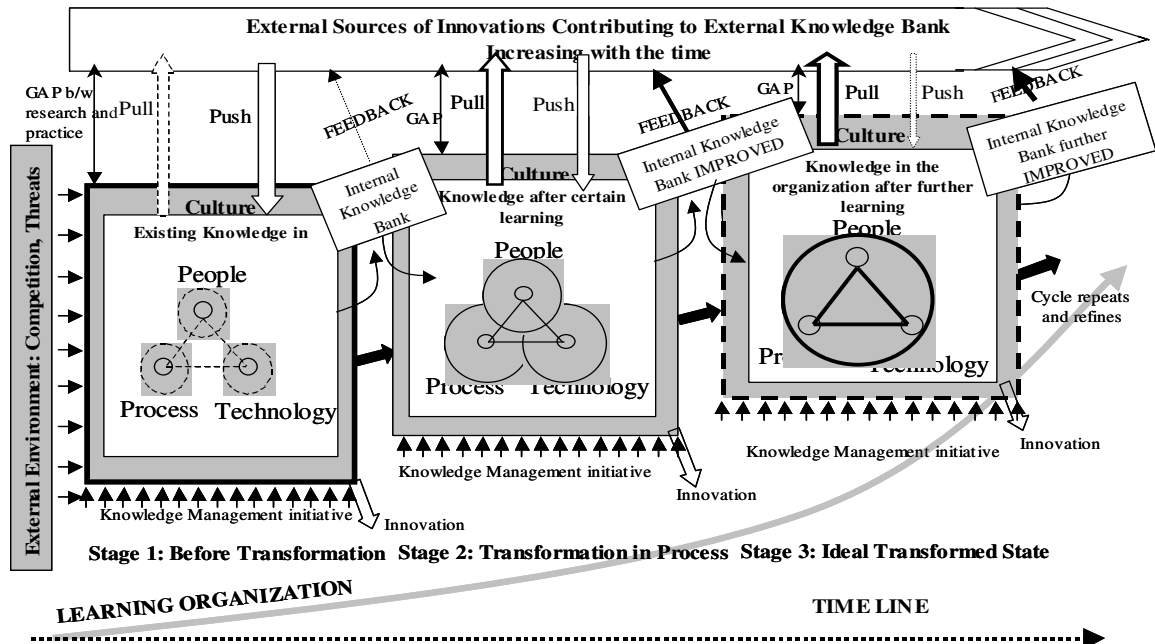 External Sources of Innovations Contributing to External Knowledge Bank
Increasing with the time
GAP b/w
research and
practice
Pull
Push
FEEDBACK
GAP
Pull
Push
FEEDBACK
GAP
Pull
Push
FEEDBACK
External Environment: Competition, Threats
Culture
Existing Knowledge in
People
Process
Technology
Internal
Knowledge
Bank
Culture
Knowledge after certain
learning
People
Process
Technology
Internal Knowledge
Bank IMPROVED
Culture
Knowledge in the
organization after further
learning
People
Technology
Internal Knowledge
Bank further
IMPROVED
Cycle repeats
and refines
Knowledge Management initiative
Innovation
Knowledge Management initiative
Innovation
Knowledge Management initiative
Innovation
Stage 1: Before Transformation
Stage 2: Transformation in Process
Stage 3: Ideal Transformed State
LEARNING ORGANIZATION
TIME LINE